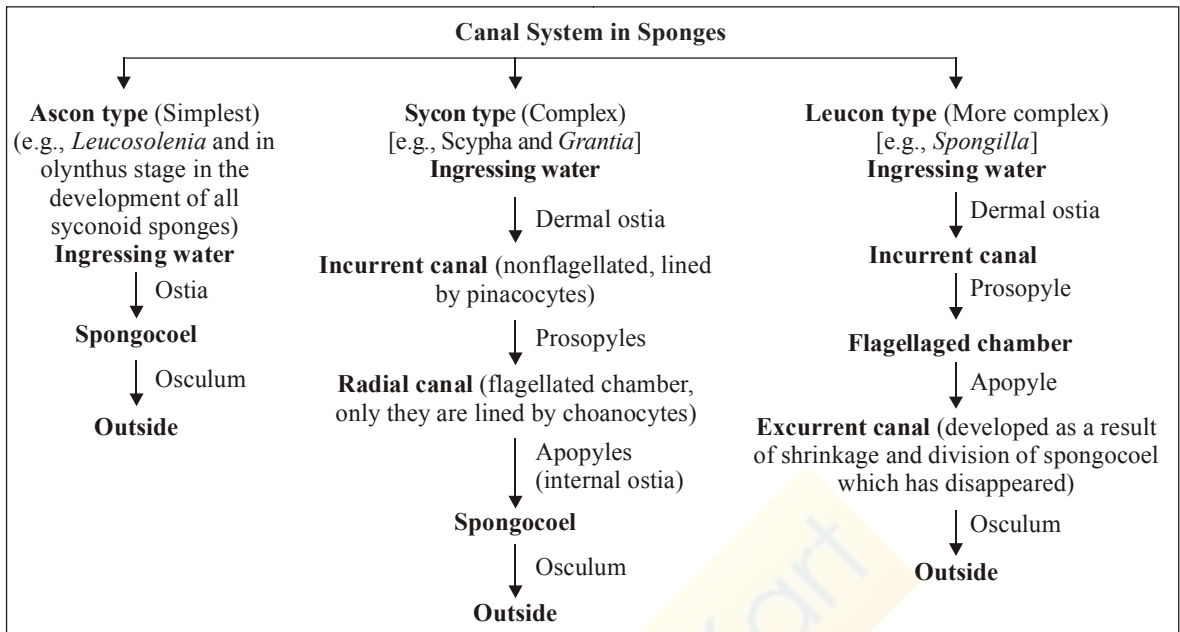 Canal System in Sponges
Ascon type (Simplest)
(e.g., Leucosolenia and in
olynthus stage in the
development of all
syconoid sponges)
Ingressing water
Ostia
Spongocoel
Osculum
Outside
Sycon type (Complex)
[e.g., Scypha and Grantia]
Ingressing water
Dermal ostia
Incurrent canal (nonflagellated, lined
by pinacocytes)
Prosopyles
Radial canal (flagellated chamber,
only they are lined by choanocytes)
Apopyles
(internal ostia)
Spongocoel
Osculum
Outside
Leucon type (More complex)
[e.g., Spongilla]
Ingressing water
Dermal ostia
Incurrent canal
Prosopyle
Flagellaged chamber
Apopyle
Excurrent canal (developed as a result
of shrinkage and division of spongocoel
which has disappeared)
Osculum
Outside